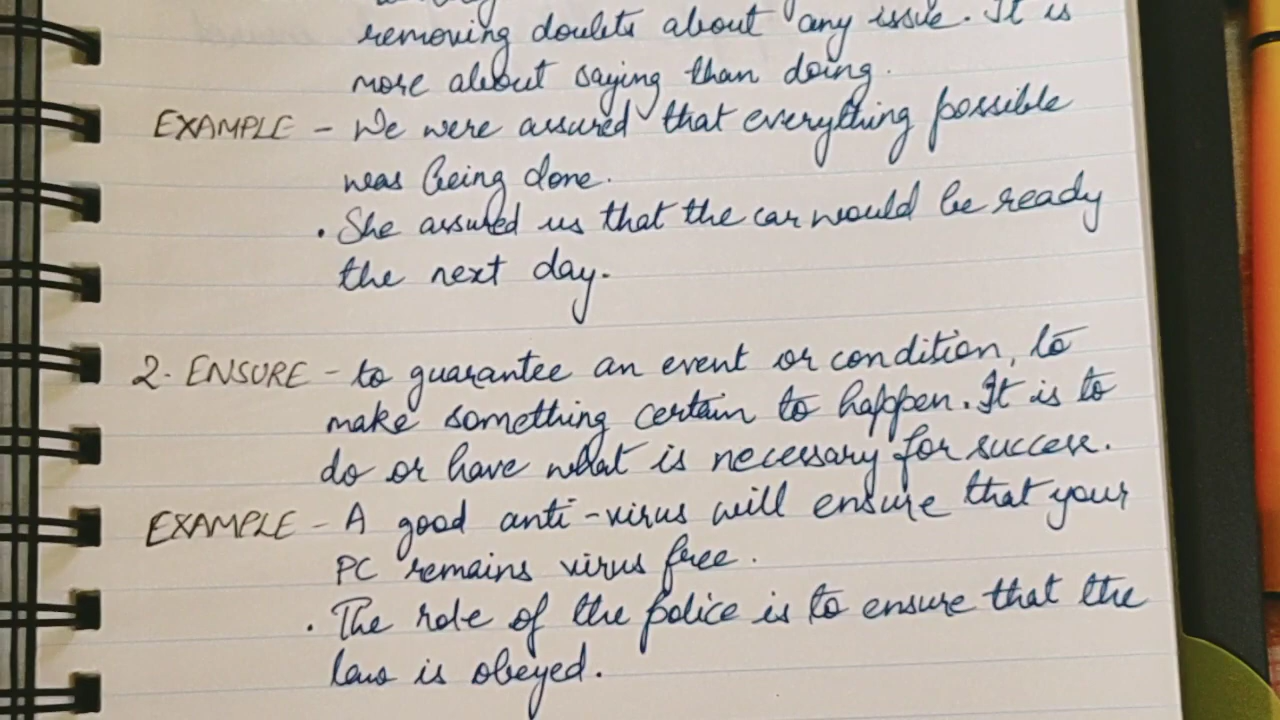 removing doubts about any issue. It is
more about saying than doing.
EXAMPLE - We were assured that everything possible
was being done.
. She assured us that the car would be ready
the next day.
2. ENSURE - to guarantee an event or condition, to
make something certain to happen. It is to
do or have what is necessary for success.
EXAMPLE - A good anti-virus will ensure that your
PC remains virus free.
. The role of the police is to ensure that the
law is obeyed.